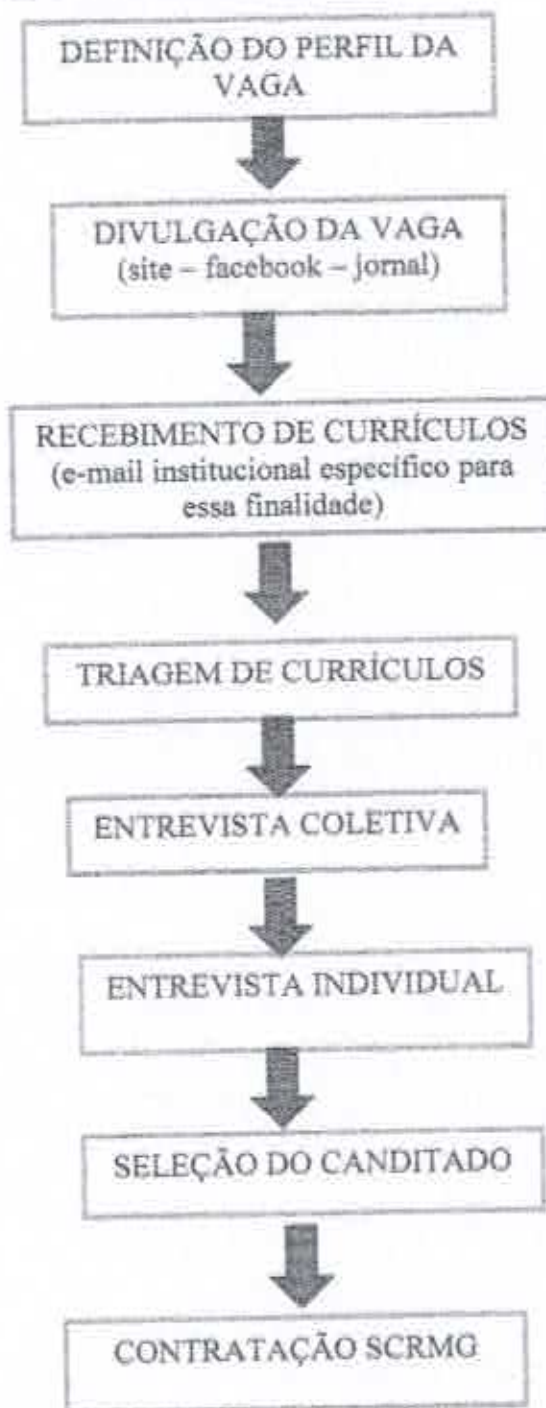 DEFINIÇÃO DO PERFIL DA
VAGA
DIVULGAÇÃO DA VAGA
(site – facebook – jornal)
RECEBIMENTO DE CURRÍCULOS
(e-mail institucional específico para
essa finalidade)
TRIAGEM DE CURRÍCULOS
ENTREVISTA COLETIVA
ENTREVISTA INDIVIDUAL
SELEÇÃO DO CANDITADO
CONTRATAÇÃO SCRMG